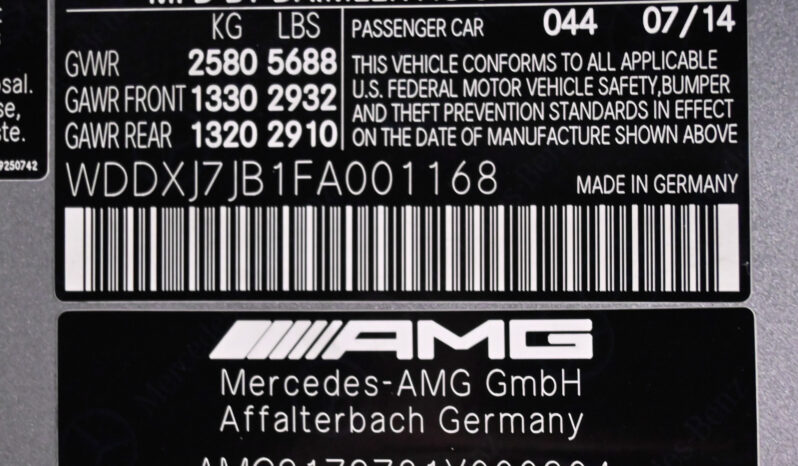 KG LBS PASSENGER CAR 044 07/14
GVWR 2580 5688 THIS VEHICLE CONFORMS TO ALL APPLICABLE
GAWR FRONT 1330 2932 U.S. FEDERAL MOTOR VEHICLE SAFETY, BUMPER
AND THEFT PREVENTION STANDARDS IN EFFECT
GAWR REAR 1320 2910 ON THE DATE OF MANUFACTURE SHOWN ABOVE
WDDXJ7JB1FA001168 MADE IN GERMANY
9250742
AMG
Mercedes-AMG GmbH
Affalterbach Germany